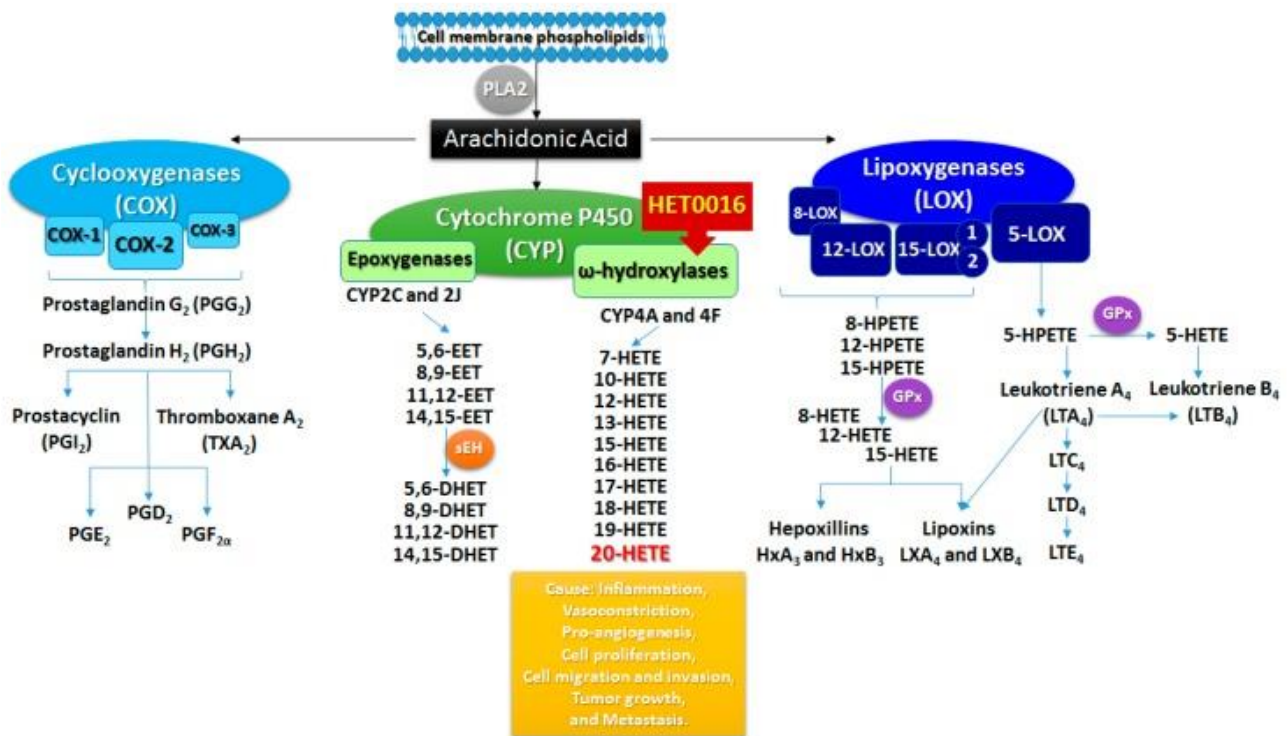 Cell membrane phospholipids
PLA2
Arachidonic Acid
Cyclooxygenases
(COX)
COX-1
COX-2
COX-3
Prostaglandin G2 (PGG2)
Prostaglandin H2 (PGH2)
Prostacyclin
(PGI2)
Thromboxane A2
(TXA2)
PGE2
PGD2
PGF2α
Cytochrome P450
(CYP)
HET0016
Epoxygenases
CYP2C and 2J
5,6-EET
8,9-EET
11,12-EET
14,15-EET
sEH
5,6-DHET
8,9-DHET
11,12-DHET
14,15-DHET
ω-hydroxylases
CYP4A and 4F
7-HETE
10-HETE
12-HETE
13-HETE
15-HETE
16-HETE
17-HETE
18-HETE
19-HETE
20-HETE
Cause: Inflammation,
Vasoconstriction,
Pro-angiogenesis,
Cell proliferation,
Cell migration and invasion,
Tumor growth,
and Metastasis.
Lipoxygenases
(LOX)
8-LOX
12-LOX
15-LOX
1
2
5-LOX
8-HPETE
12-HPETE
15-HPETE
GPx
8-HETE
12-HETE
15-HETE
Hepoxillins
HxA3 and HxB3
Lipoxins
LXA4 and LXB4
5-HPETE
GPx
5-HETE
Leukotriene A4
(LTA4)
Leukotriene B4
(LTB4)
LTC4
LTD4
LTE4